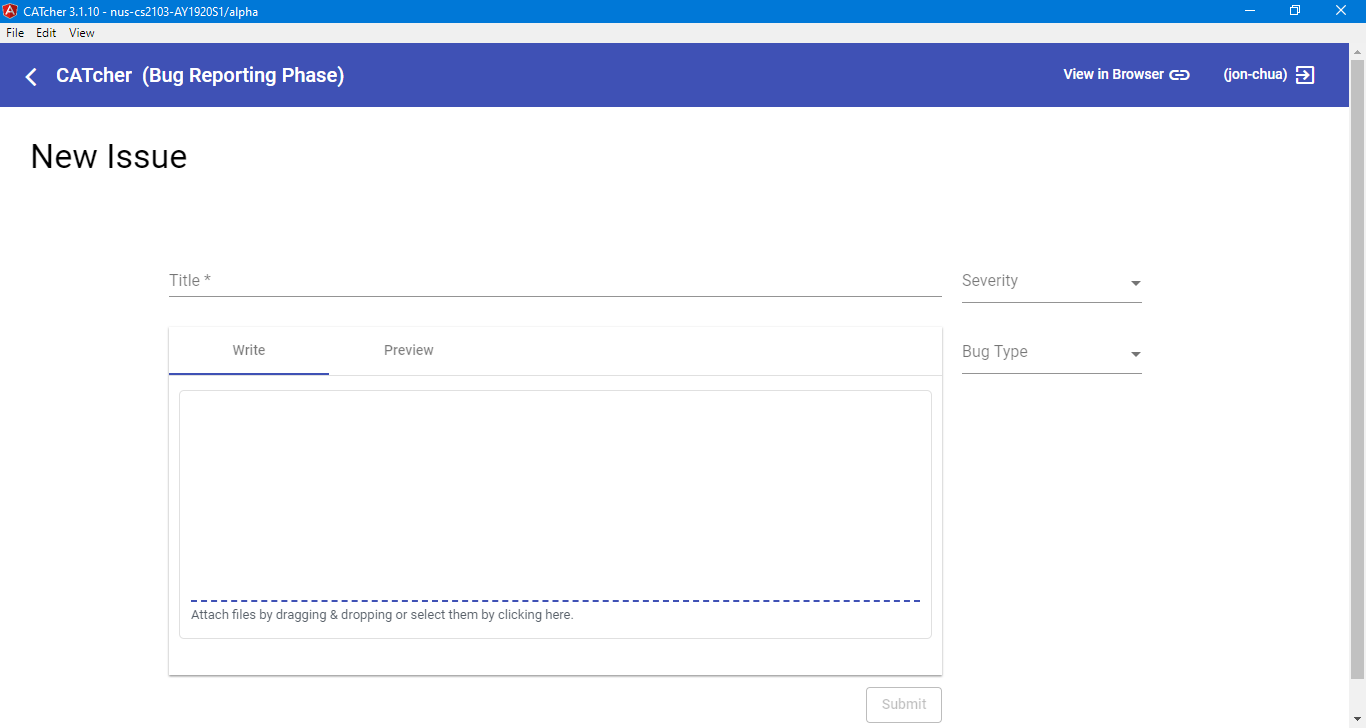 CATcher 3.1.10 - nus-cs2103-AY1920S1/alpha
File Edit View
CATcher (Bug Reporting Phase) View in Browser (jon-chua)
New Issue
Title * Severity
Write Preview Bug Type
Attach files by dragging & dropping or select them by clicking here.
Submit